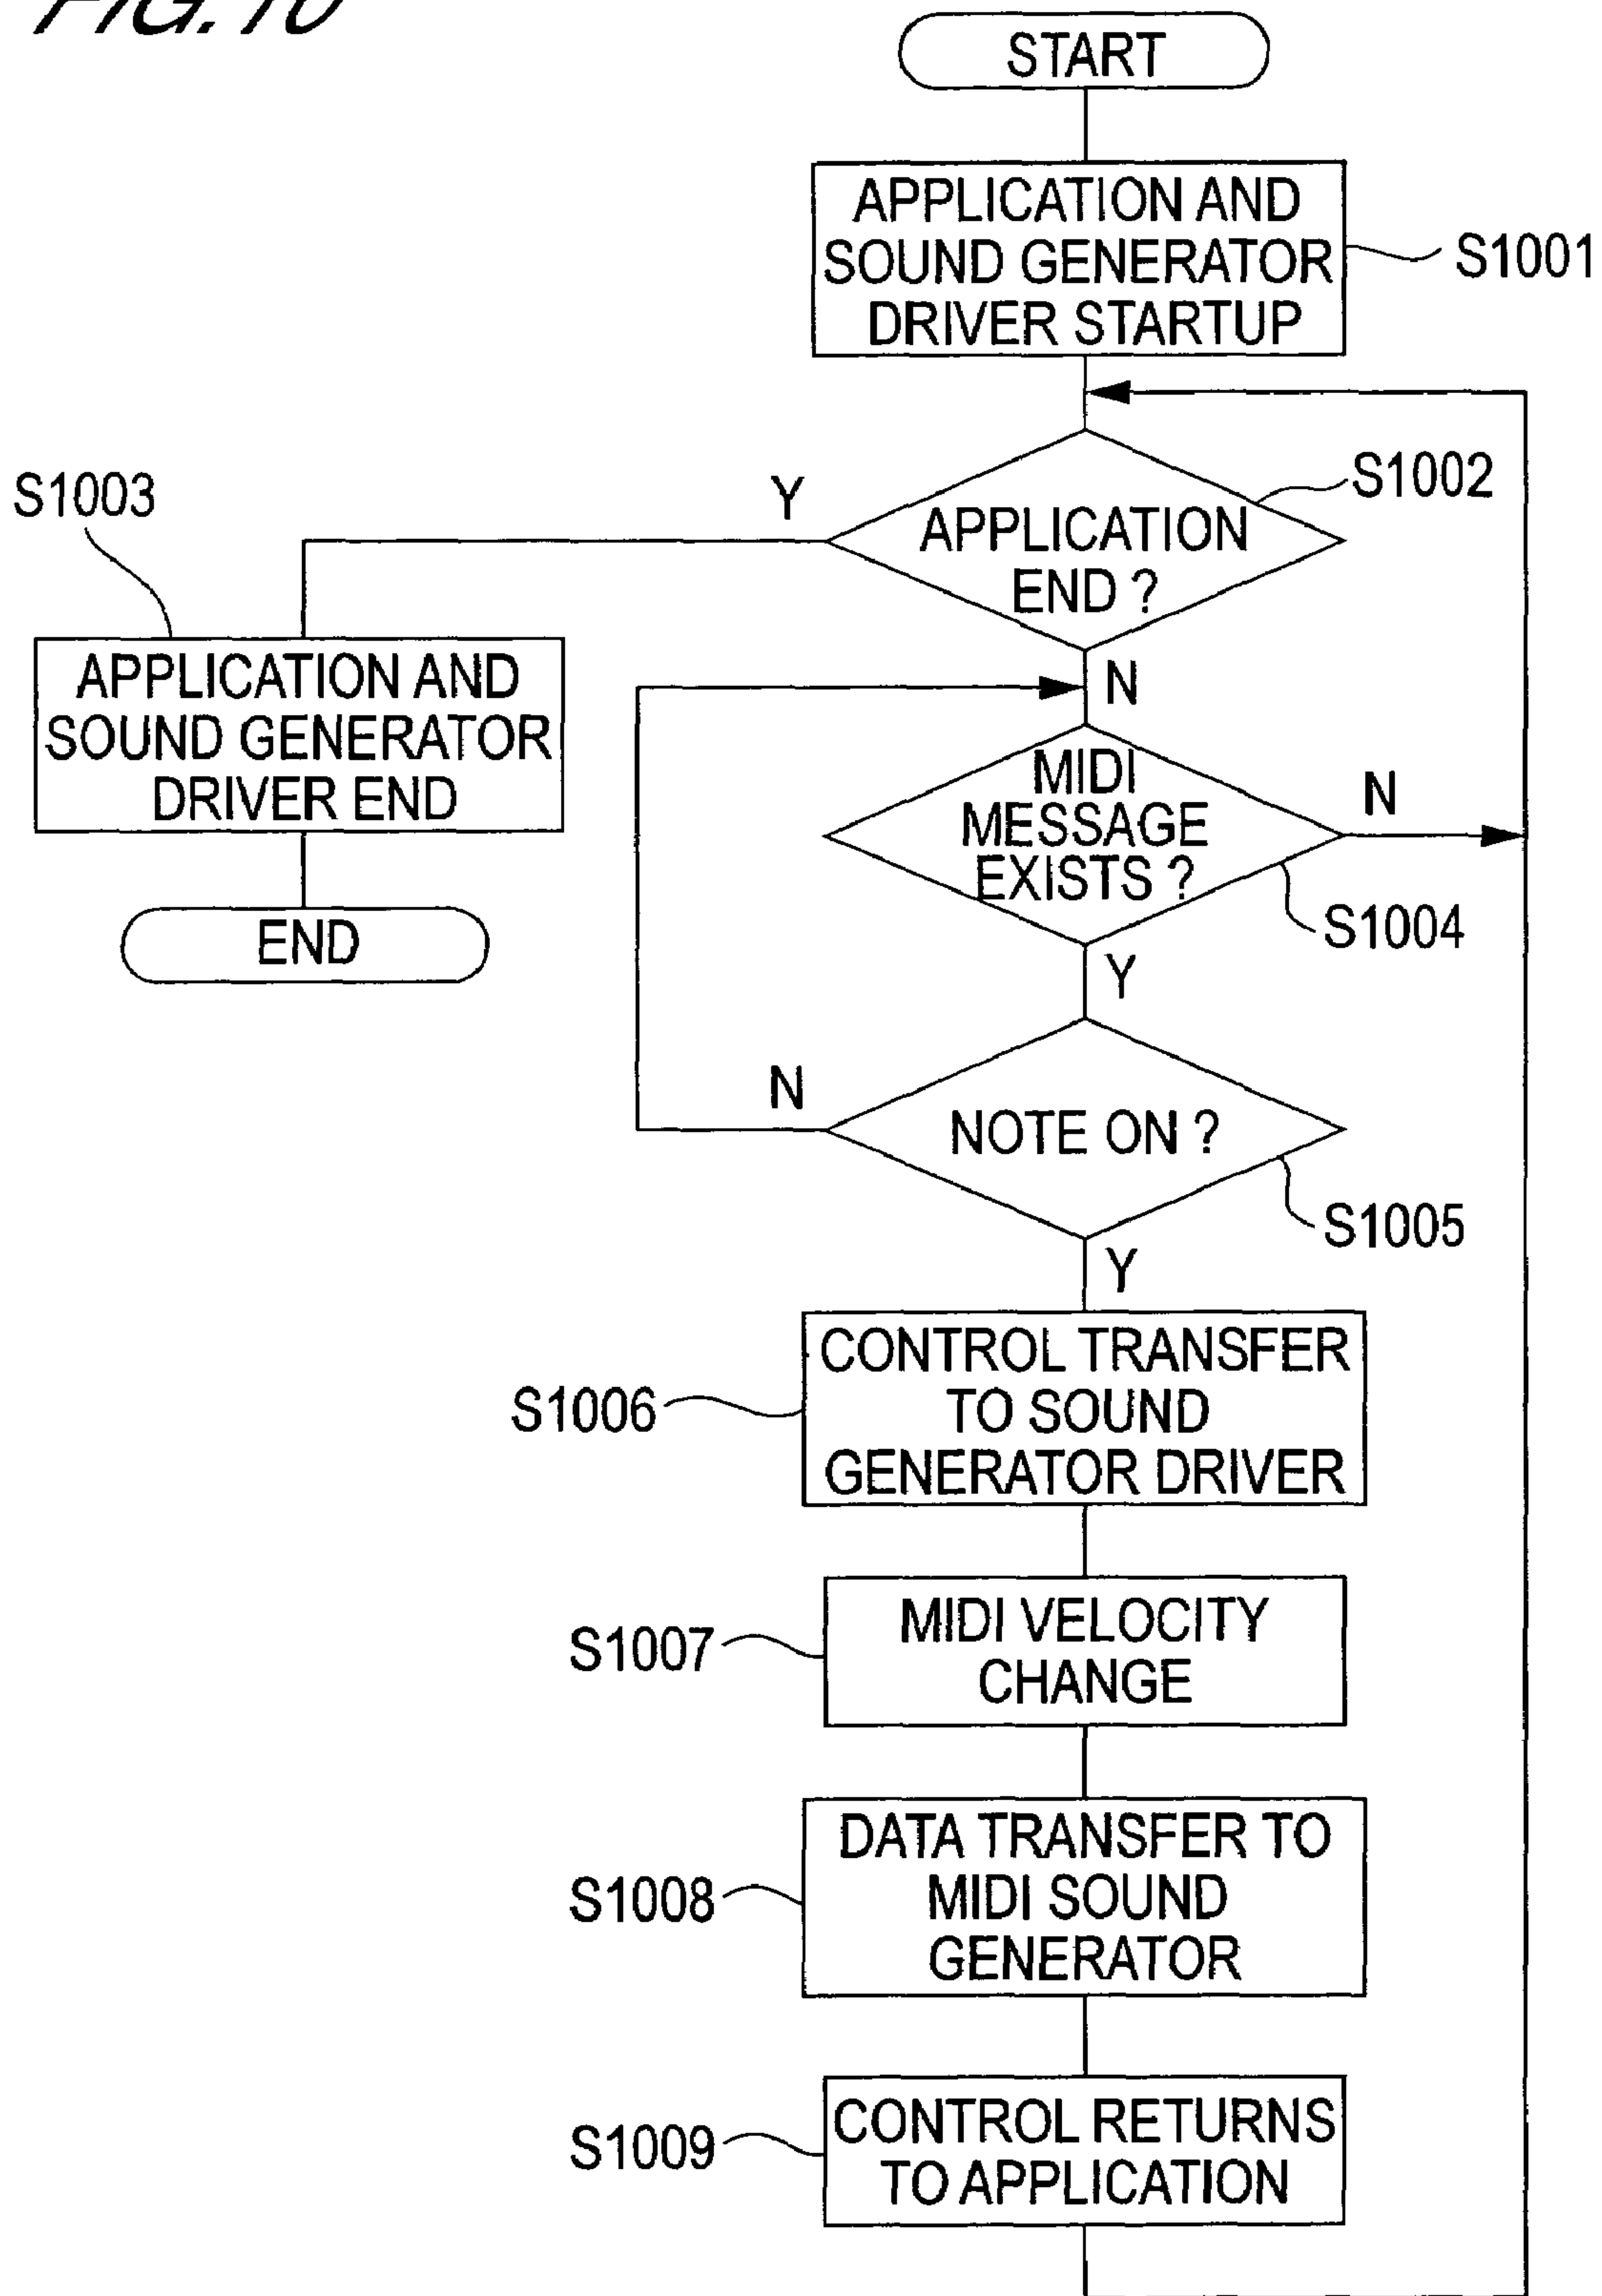 FIG. 10
START
APPLICATION AND
SOUND GENERATOR
DRIVER STARTUP
S1001
S1002
Y
APPLICATION
END ?
S1003
APPLICATION AND
SOUND GENERATOR
DRIVER END
END
N
MIDI
MESSAGE
EXISTS ?
N
S1004
Y
N
NOTE ON ?
S1005
Y
CONTROL TRANSFER
TO SOUND
GENERATOR DRIVER
S1006
MIDI VELOCITY
CHANGE
S1007
DATA TRANSFER TO
MIDI SOUND
GENERATOR
S1008
CONTROL RETURNS
TO APPLICATION
S1009